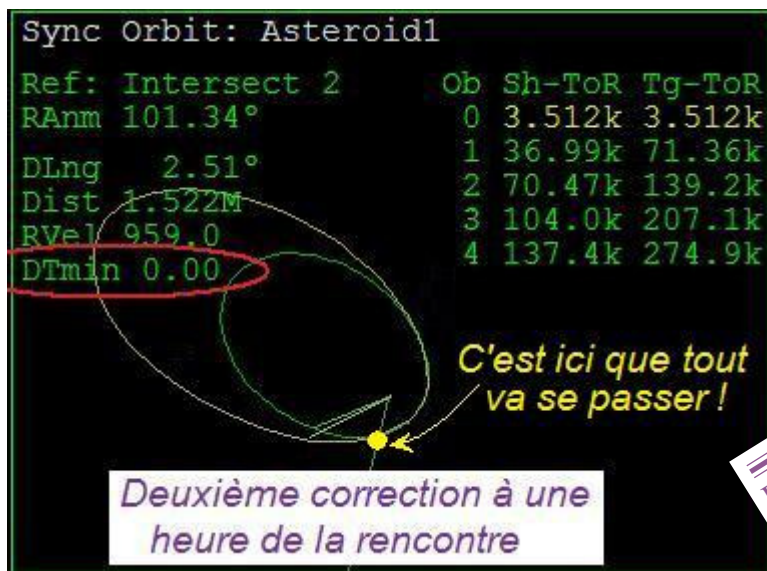 Sync Orbit: Asteroid1
Ref: Intersect 2
RAnm 101.34°
DLng 2.51°
Dist 1.522M
RVel 959.0
DTmin 0.00
Ob Sh-ToR Tg-ToR
0 3.512k 3.512k
1 36.99k 71.36k
2 70.47k 139.2k
3 104.0k 207.1k
4 137.4k 274.9k
C'est ici que tout
va se passer !
Deuxième correction à une
heure de la rencontre